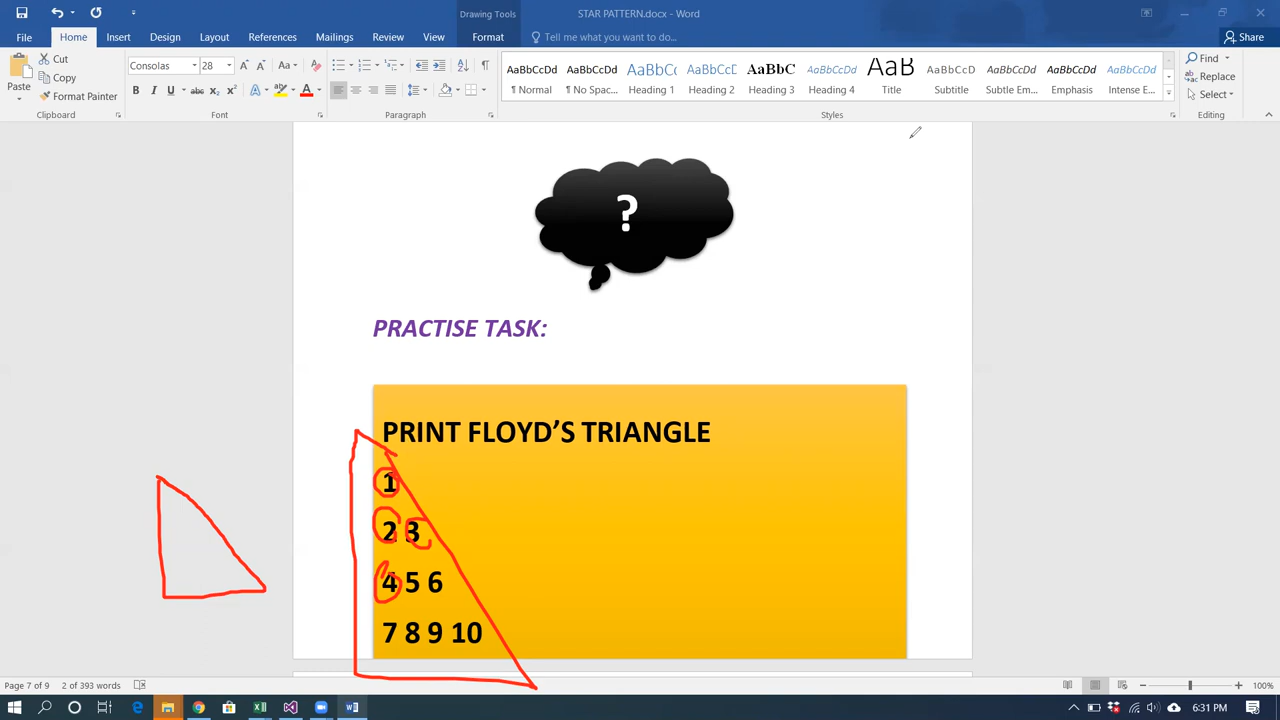 Drawing Tools
STAR PATTERN.docx - Word
File Home Insert Design Layout References Mailings Review View Format Tell me what you want to do... Share
Cut
Copy
Format Painter
Paste
Consolas 28
B I U abc
AaBbCcDd AaBbCcDd AaBbCc AaBbCcD AaBbC AaBbCcDd AaB AaBbCcD AaBbCcDd AaBbCcDd AaBbCcDd
¶ Normal ¶ No Spac... Heading 1 Heading 2 Heading 3 Heading 4 Title Subtitle Subtle Em... Emphasis Intense E...
Find
Replace
Select
Clipboard Font Paragraph Styles Editing
?
PRACTISE TASK:
PRINT FLOYD'S TRIANGLE
1
2 3
4 5 6
7 8 9 10
Page 7 of 9 2 of 393 words 100%
6:31 PM